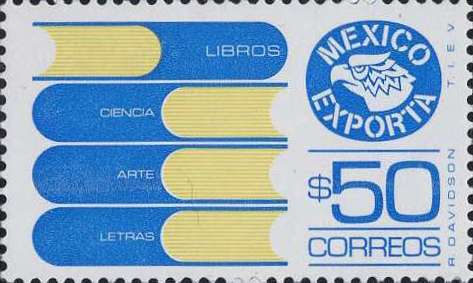 LIBROS
CIENCIA
ARTE
LETRAS
MEXICO
EXPORTA
$50
CORREOS
R. DAVIDSON T.I.E.V.